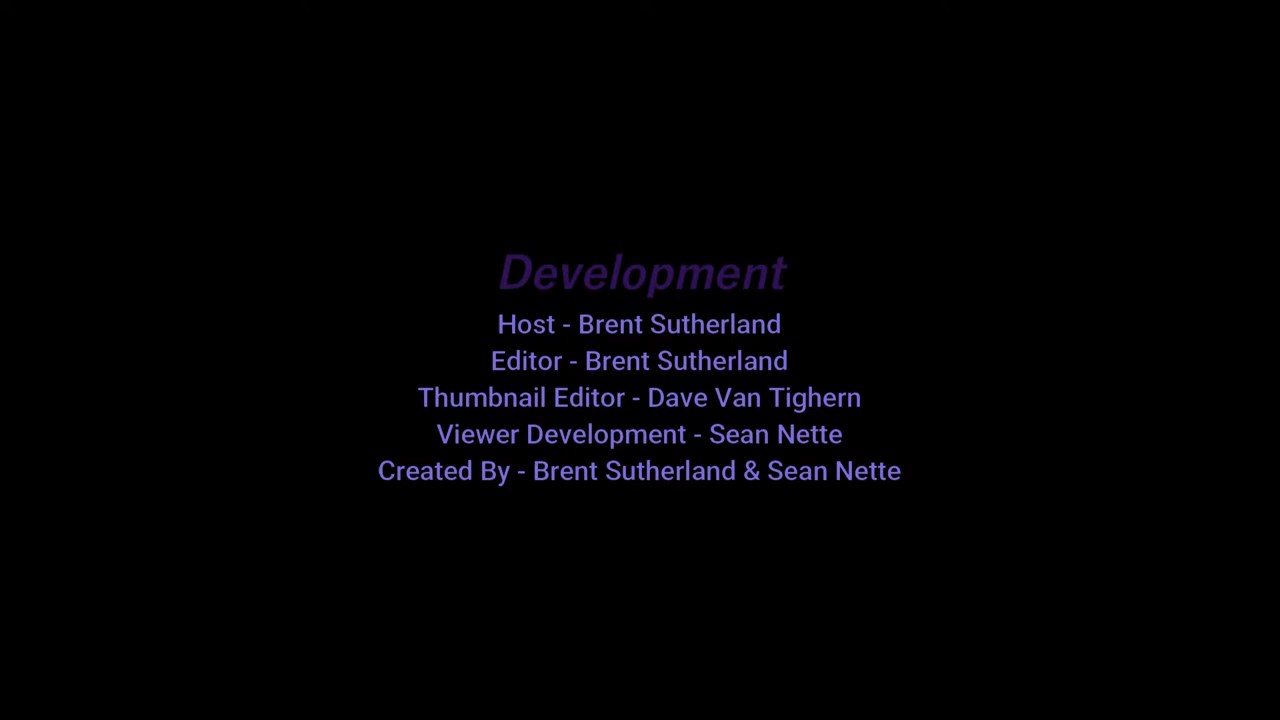 Development
Host - Brent Sutherland
Editor - Brent Sutherland
Thumbnail Editor - Dave Van Tighern
Viewer Development - Sean Nette
Created By - Brent Sutherland & Sean Nette